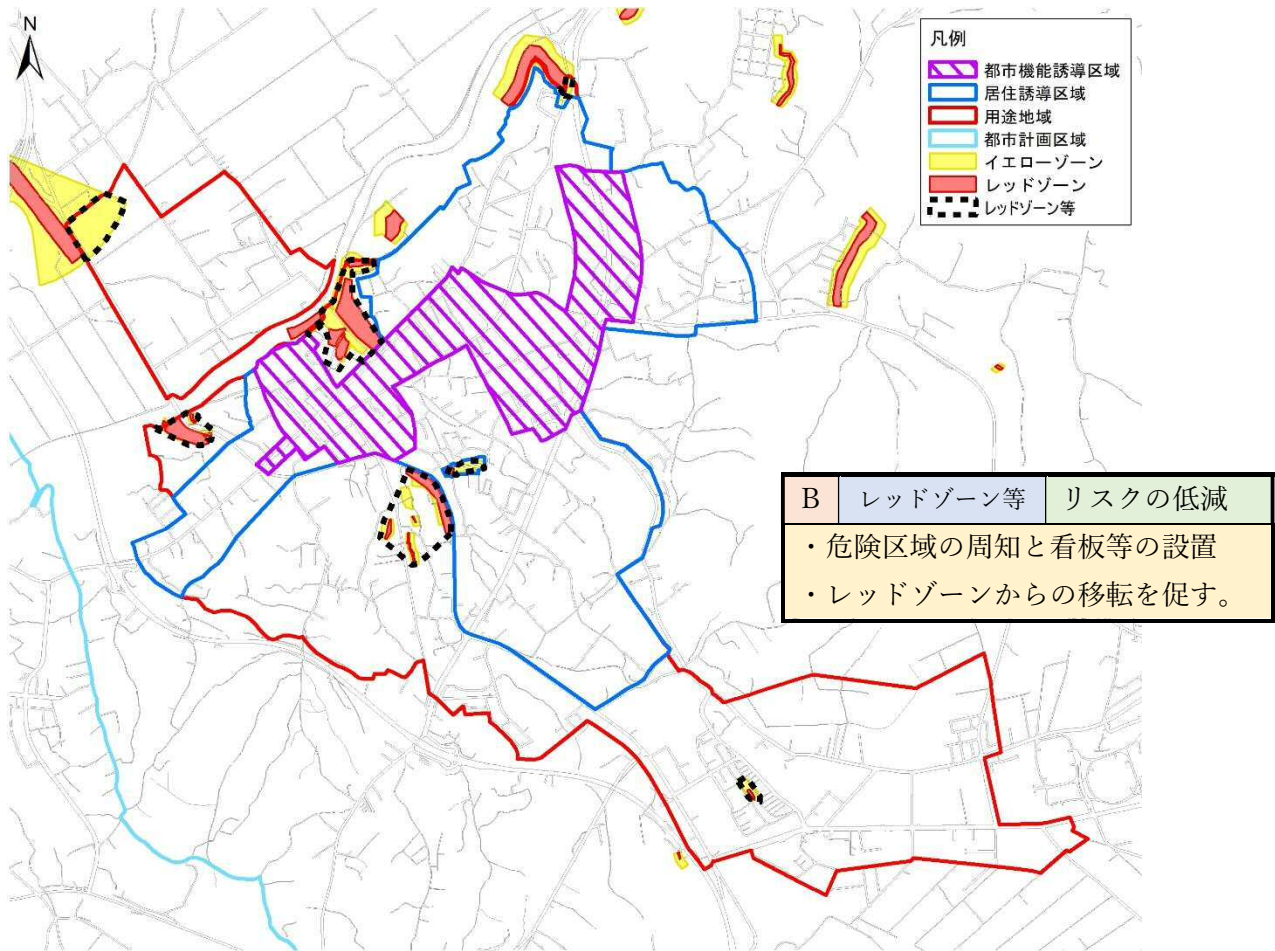 N
凡例
都市機能誘導区域
居住誘導区域
用途地域
都市計画区域
イエローゾーン
レッドゾーン
レッドゾーン等
B レッドゾーン等 リスクの低減
・危険区域の周知と看板等の設置
・レッドゾーンからの移転を促す。